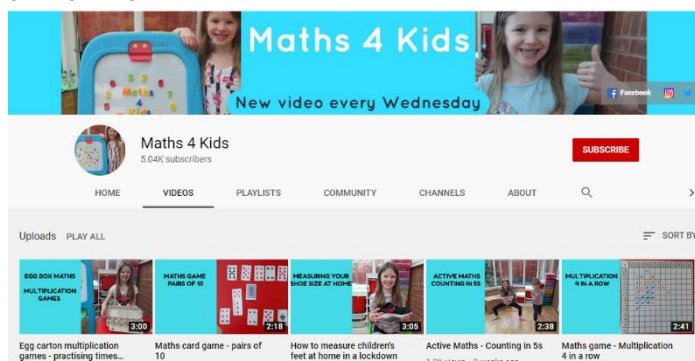 Maths 4 Kids
New video every Wednesday
Facebook
Maths 4 Kids
5.04K subscribers
SUBSCRIBE
HOME VIDEOS PLAYLISTS COMMUNITY CHANNELS ABOUT
Uploads PLAY ALL
SORT BY
EGG BOX MATHS
MULTIPLICATION
GAMES
3:00
MATHS GAME
PAIRS OF 10
2:18
MEASURING YOUR
SHOE SIZE AT HOME
3:05
ACTIVE MATHS
COUNTING IN 5S
2:38
MULTIPLICATION
4 IN A ROW
2:41
Egg carton multiplication
games - practising times...
Maths card game - pairs of
10
How to measure children's
feet at home in a lockdown
Active Maths - Counting in 5s
Maths game - Multiplication
4 in a row